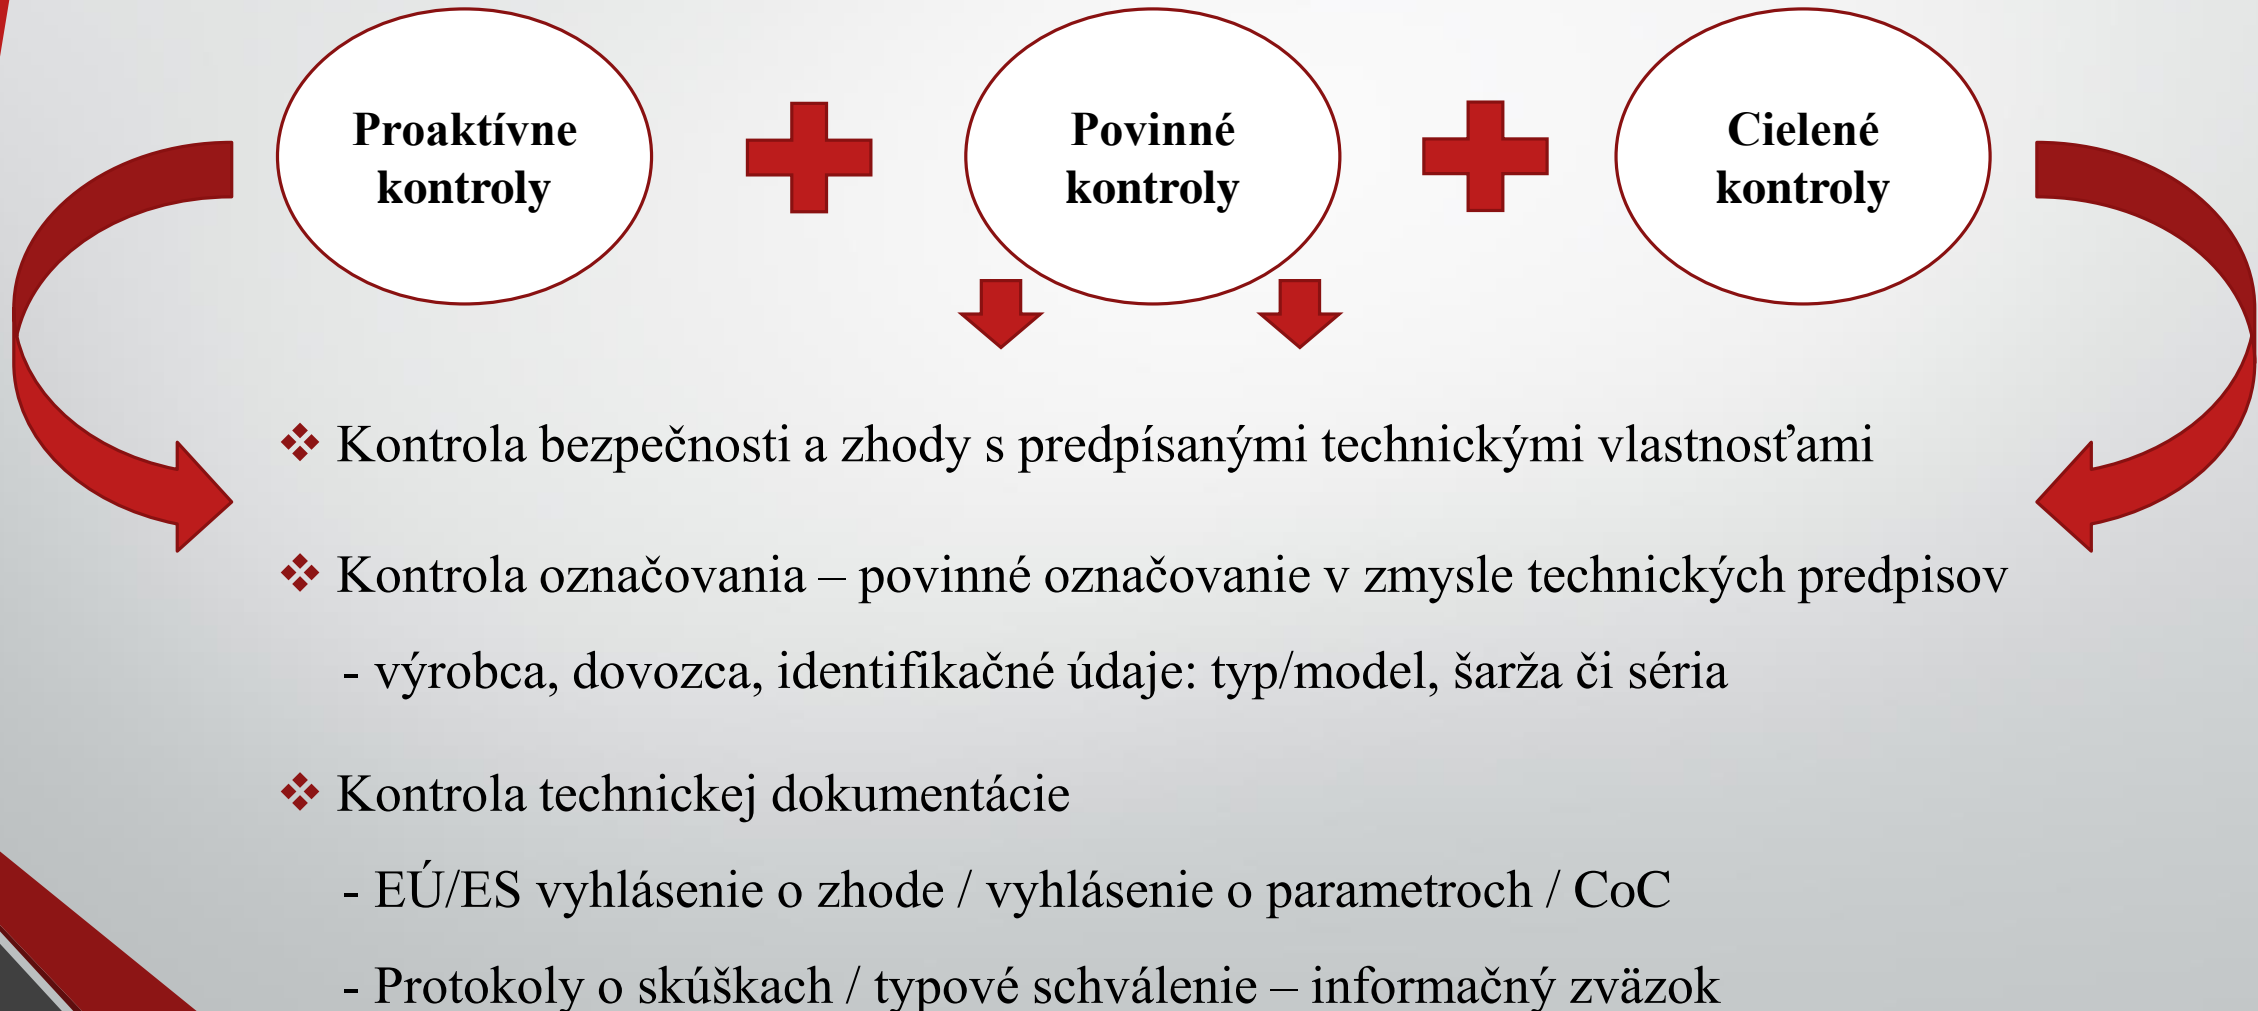 Proaktívne
kontroly
Povinné
kontroly
Cielené
kontroly
Kontrola bezpečnosti a zhody s predpísanými technickými vlastnosťami
Kontrola označovania – povinné označovanie v zmysle technických predpisov
- výrobca, dovozca, identifikačné údaje: typ/model, šarža či séria
Kontrola technickej dokumentácie
- EÚ/ES vyhlásenie o zhode / vyhlásenie o parametroch / CoC
- Protokoly o skúškach / typové schválenie – informačný zväzok